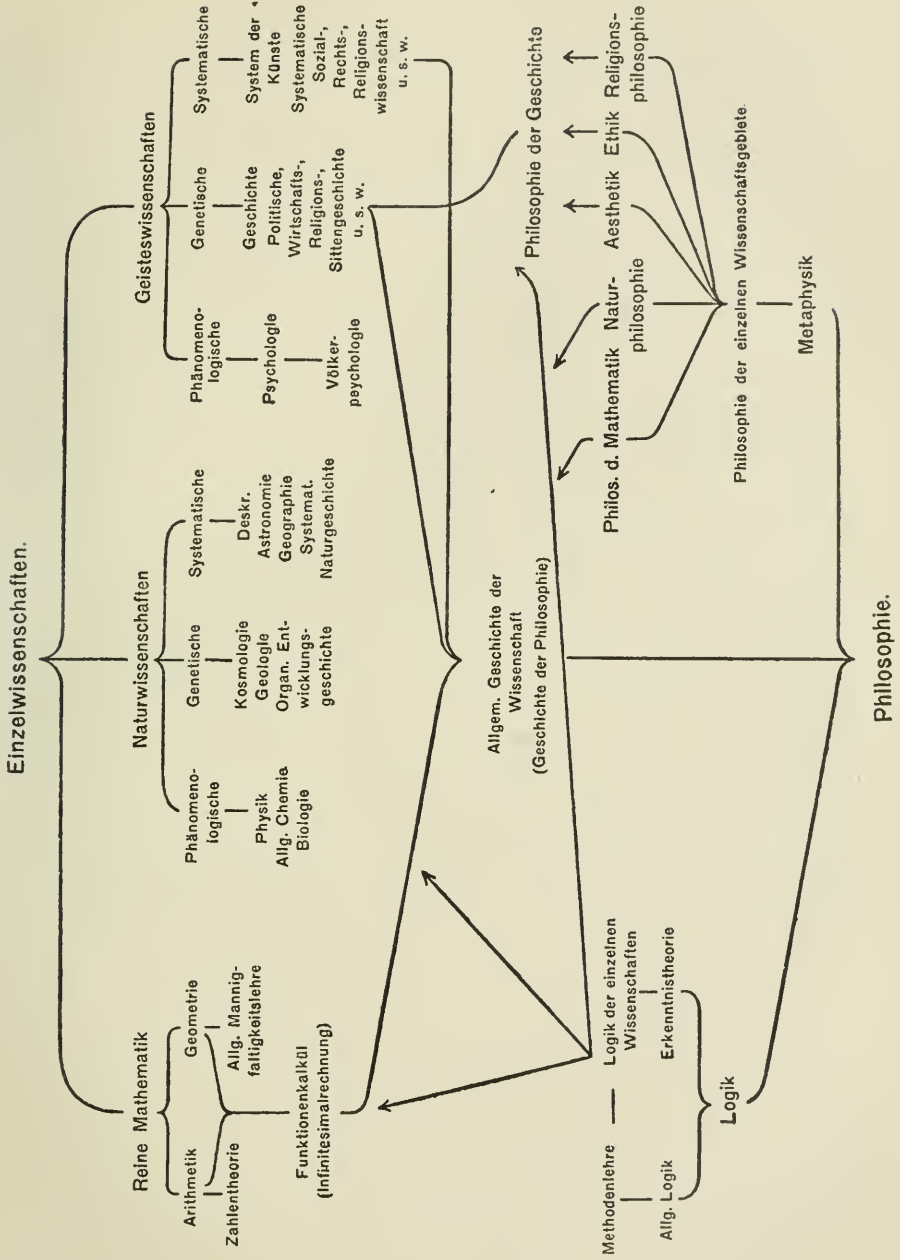 Einzelwissenschaften.
Reine Mathematik
Arithmetik
Zahlentheorie
Geometrie
Allg. Mannig-
faltigkeitslehre
Funktionenkalkül
(Infinitesimalrechnung)
Naturwissenschaften
Phänomeno-
logische
Physik
Allg. Chemie
Biologie
Genetische
Kosmologie
Geologie
Organ. Ent-
wicklungs-
geschichte
Systematische
Deskr.
Astronomie
Geographie
Systemat.
Naturgeschichte
Geisteswissenschaften
Phänomeno-
logische
Psychologie
Völker-
psychologie
Genetische
Geschichte
Politische,
Wirtschafts-,
Religions-,
Sittengeschichte
u. s. w.
Systematische
System der
Künste
Systematische
Sozial-,
Rechts-,
Religions-
wissenschaft
u. s. w.
Allgem. Geschichte der
Wissenschaft
(Geschichte der Philosophie)
Philosophie der Geschichte
Methodenlehre
Allg. Logik
Logik der einzelnen
Wissenschaften
Erkenntnistheorie
Logik
Philos. d. Mathematik
Natur-
philosophie
Aesthetik
Ethik
Religions-
philosophie
Philosophie der einzelnen Wissenschaftsgebiete.
Metaphysik
Philosophie.